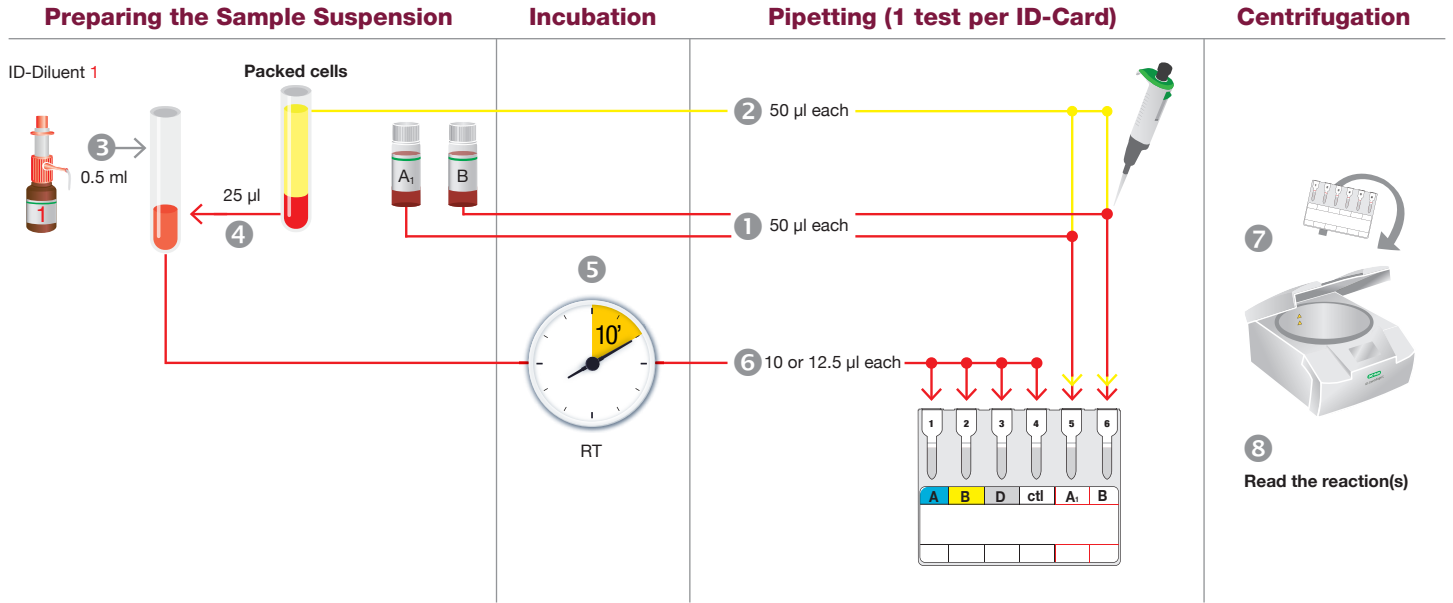 Preparing the Sample Suspension
Incubation
Pipetting (1 test per ID-Card)
Centrifugation
ID-Diluent 1
Packed cells
2 50 µl each
3
0.5 ml
1
A1
B
25 µl
4
1 50 µl each
5
10'
RT
6 10 or 12.5 µl each
1 2 3 4 5 6
A B D ctl A1 B
7
8
Read the reaction(s)